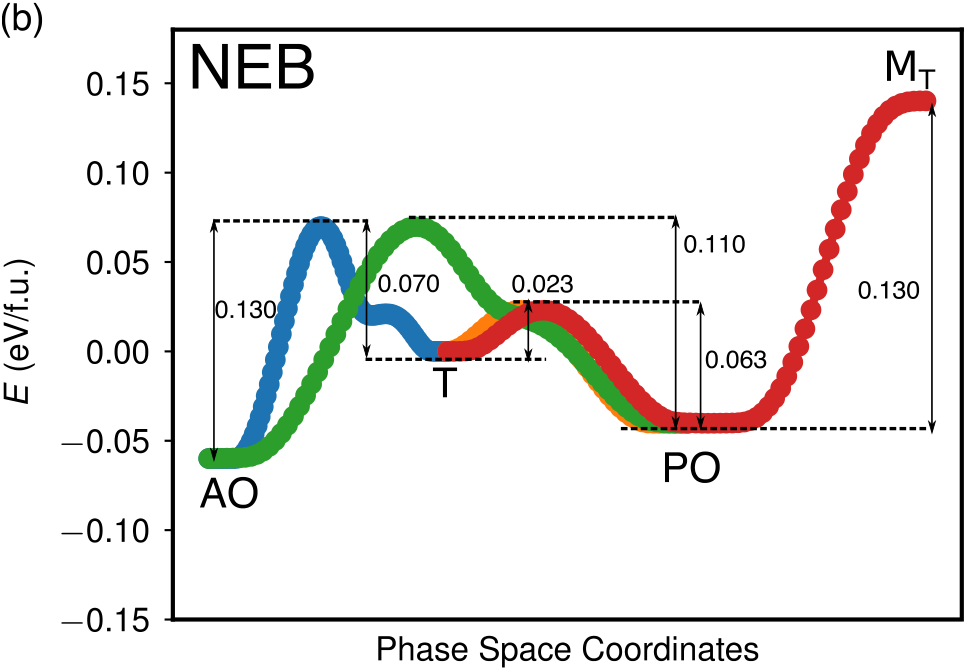 (b)
NEB
M_T
0.15
0.10
0.05
0.00
−0.05
−0.10
−0.15
E (eV/f.u.)
0.130
0.070
0.023
0.110
0.063
0.130
T
AO
PO
Phase Space Coordinates